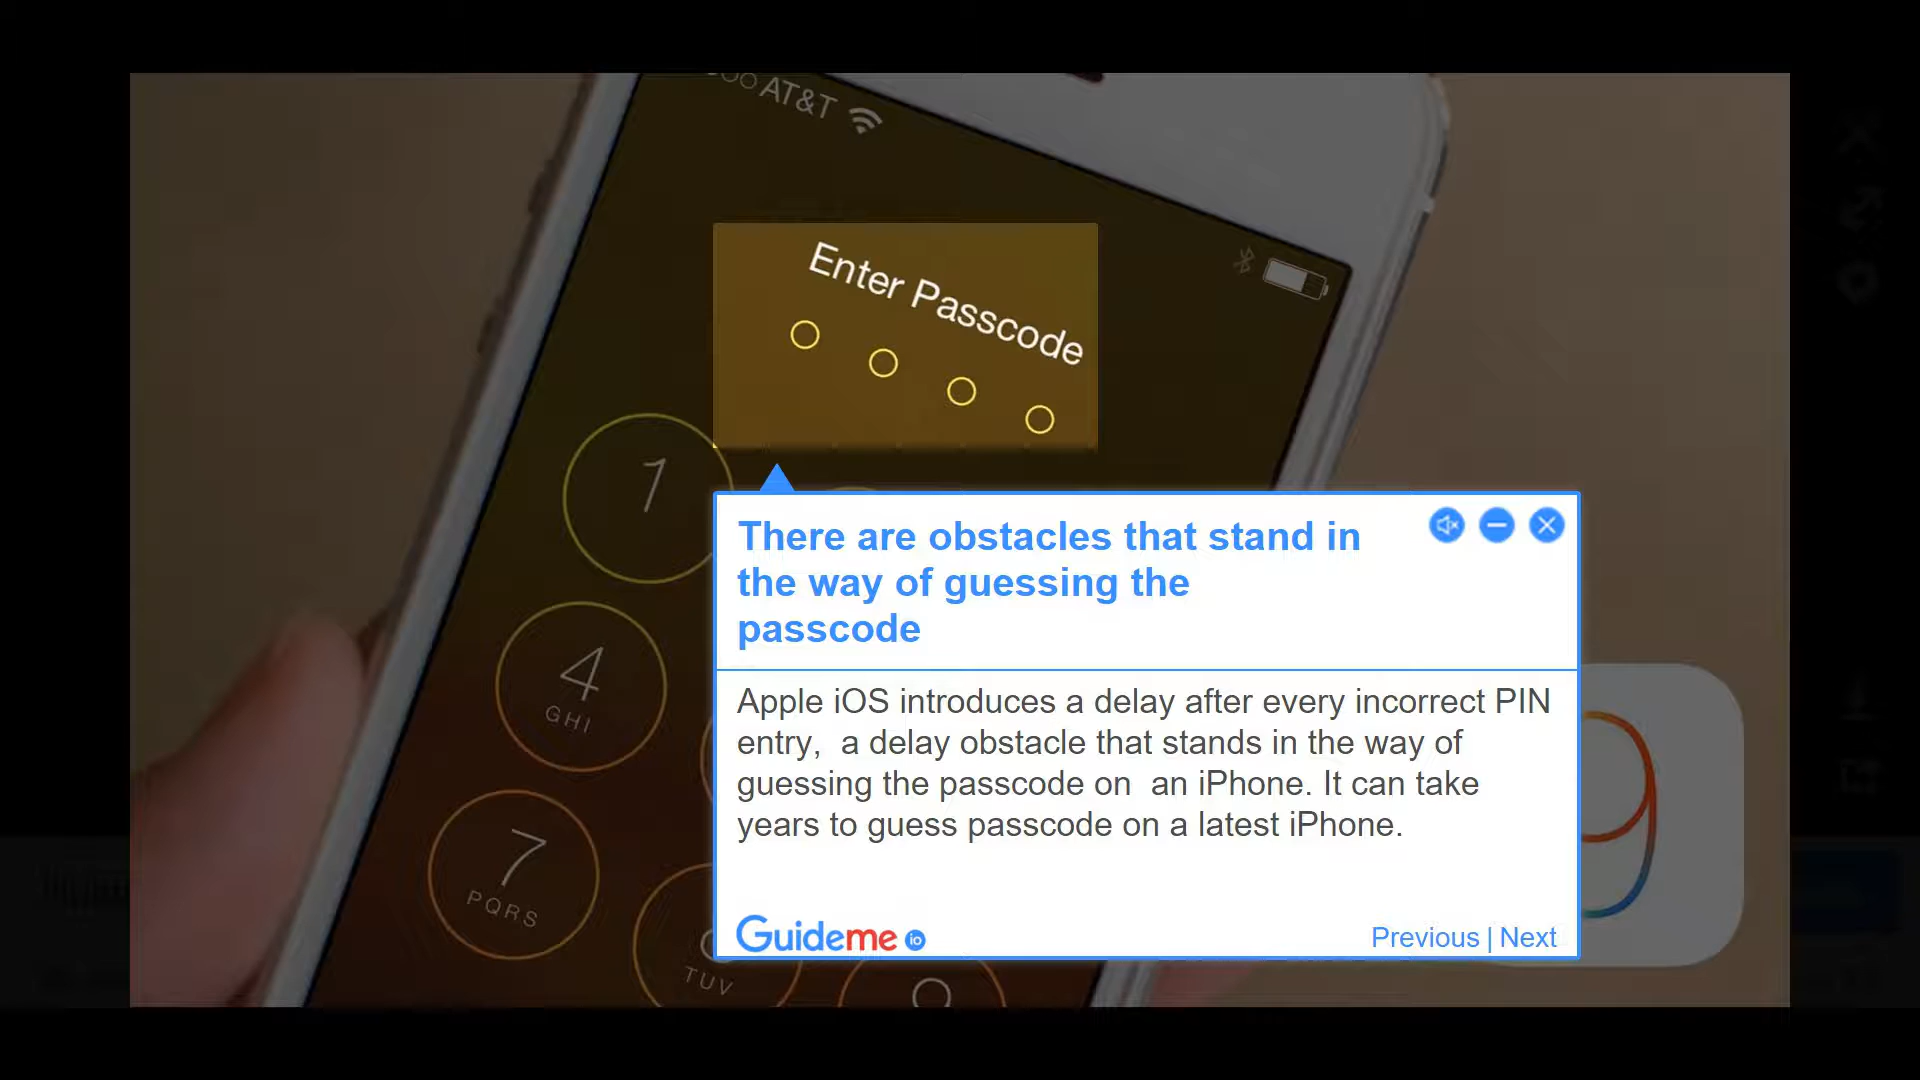 AT&T
Enter Passcode
1
4
GHI
7
PQRS
TUV
There are obstacles that stand in
the way of guessing the
passcode
Apple iOS introduces a delay after every incorrect PIN
entry,  a delay obstacle that stands in the way of
guessing the passcode on  an iPhone. It can take
years to guess passcode on a latest iPhone.
9
Guideme io
Previous | Next